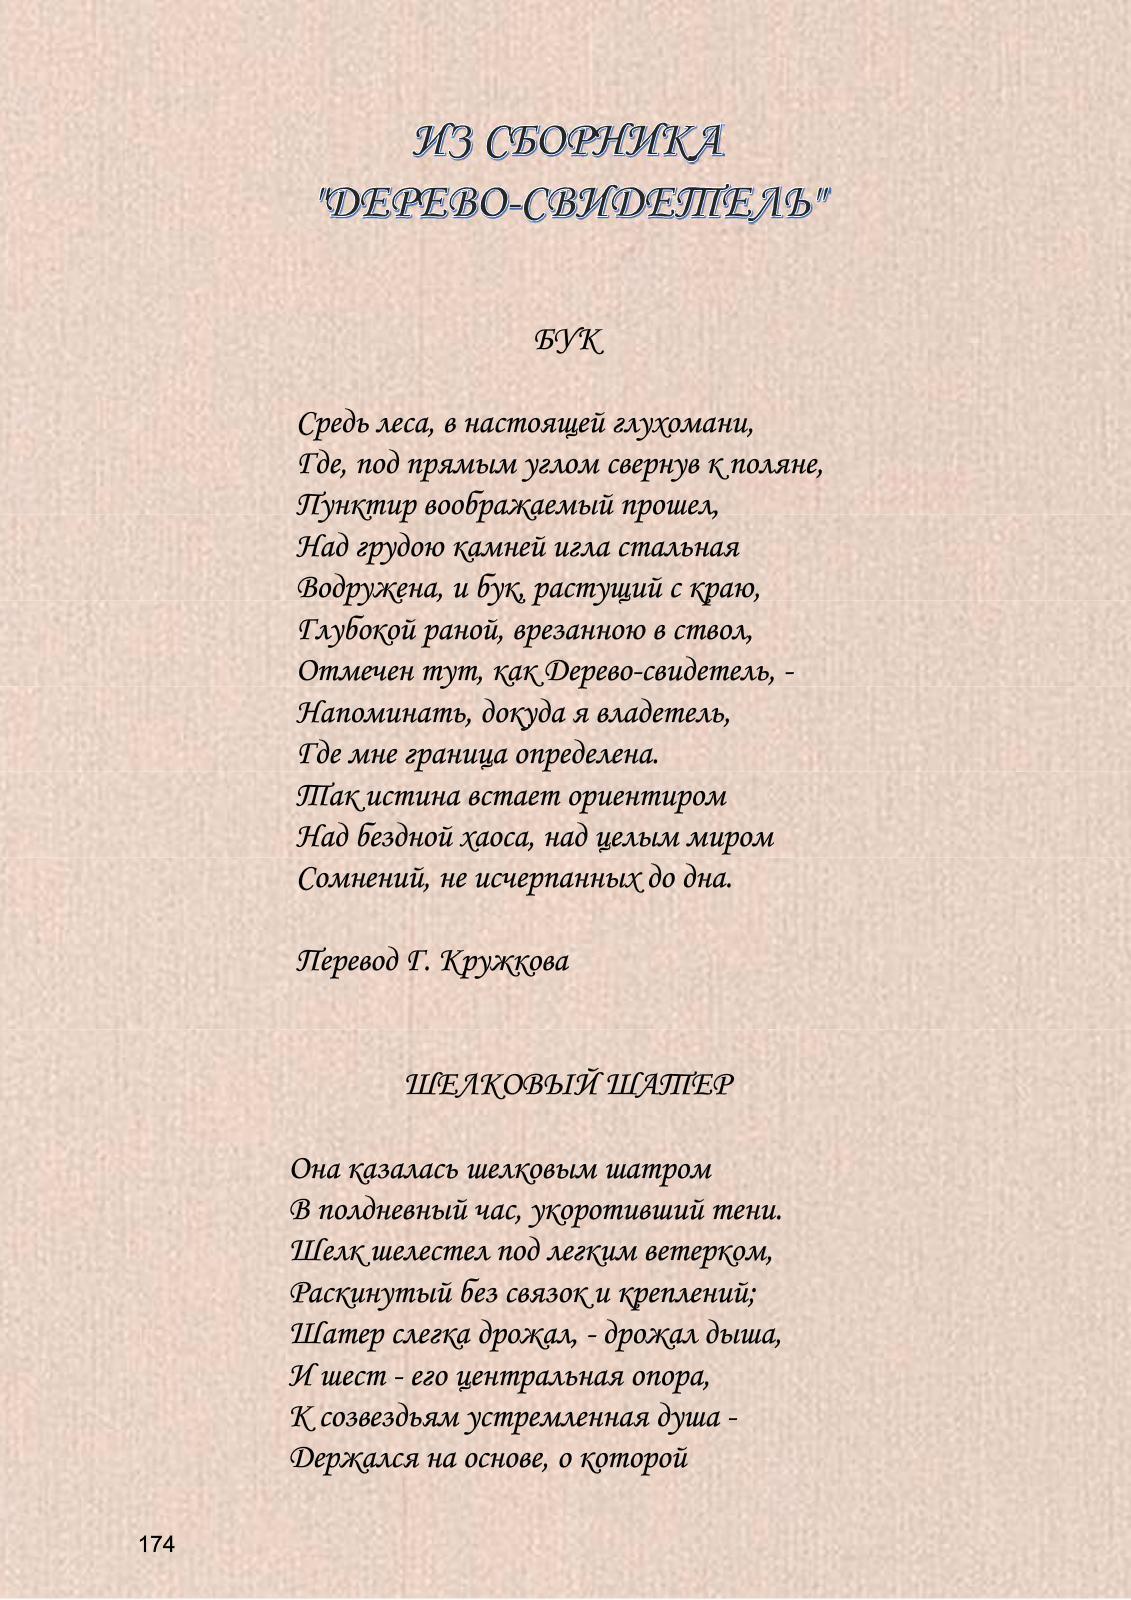 ИЗ СБОРНИКА
"ДЕРЕВО-СВИДЕТЕЛЬ"
БУК
Средь леса, в настоящей глухомани,
Где, под прямым углом свернув к поляне,
Пунктир воображаемый прошел,
Над грудою камней игла стальная
Водружена, и бук, растущий с краю,
Глубокой раной, врезанною в ствол,
Отмечен тут, как Дерево-свидетель, -
Напоминать, докуда я владетель,
Где мне граница определена.
Так истина встает ориентиром
Над бездной хаоса, над целым миром
Сомнений, не исчерпанных до дна.
Перевод Г. Кружкова
ШЕЛКОВЫЙ ШАТЕР
Она казалась шелковым шатром
В полдневный час, укоротивший тени.
Шелк шелестел под легким ветерком,
Раскинутый без связок и креплений;
Шатер слегка дрожал, - дрожал дыша,
И шест - его центральная опора,
К созвездьям устремленная душа -
Держался на основе, о которой
174